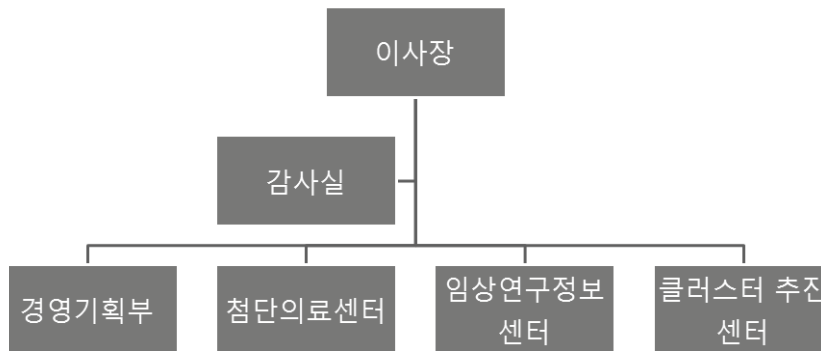 이사장
감사실
경영기획부
첨단의료센터
임상연구정보
센터
클러스터 추진
센터